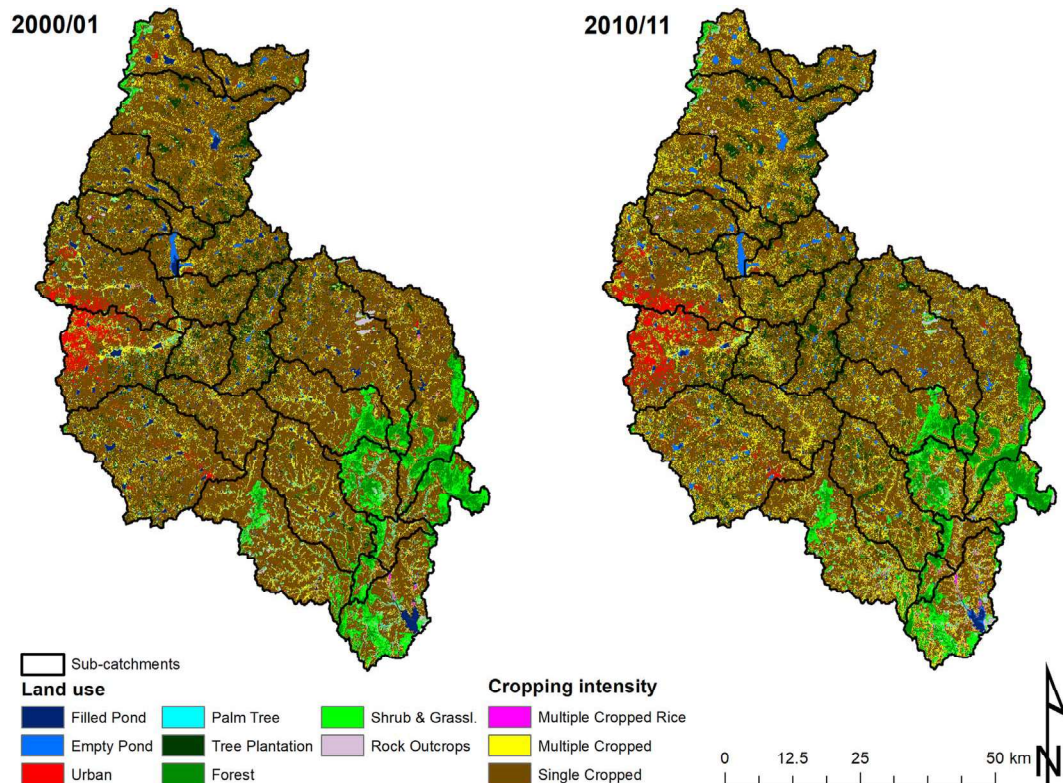 2000/01
2010/11
Sub-catchments
Land use
Cropping intensity
Filled Pond
Palm Tree
Shrub & Grassl.
Multiple Cropped Rice
Empty Pond
Tree Plantation
Rock Outcrops
Multiple Cropped
Urban
Forest
Single Cropped
0 12.5 25 50 km
N